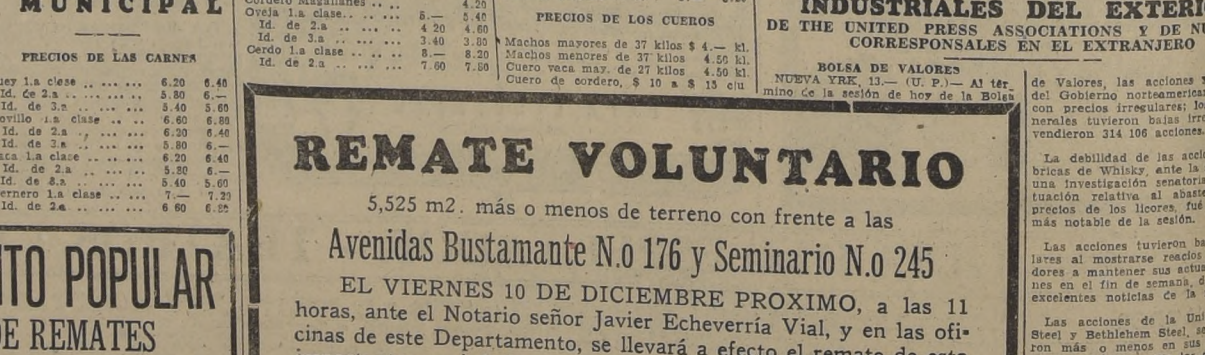 MUNICIPAL
PRECIOS DE LAS CARNES
1.a clase .. ... ... 6.20 6.40
Id. de 2.a .. .. ... ... 5.80 6.—
Id. de 3.a .. ... ... 5.40 5.60
1.a clase .. ... 6.60 6.80
Id. de 2.a 6.20 6.40
Id. de 3.a 5.80 6.—
1.a clase 6.20 6.40
Id. de 2.a 5.80 6.—
Id. de 5.40 5.60
1.a clase 7.— 7.20
Id. de 2.a 6 60
TO POPULAR
DE REMATES
4.20
Oveja 1.a clase.. .. 5.— 5.40
Id. de 2.a 4 20 4.60
Id. de 3.a 3.40 3.80
Cerdo 1.a clase 8.— 8.20
Id. de 2.a 7.60 7.80
PRECIOS DE LOS CUEROS
Machos mayores de 37 kilos $ 4.— kl.
Machos menores de 37 kilos 4.50 kl.
Cuero vaca may. de 27 kilos 4.50 kl.
Cuero de cordero, $ 10 a $ 15 c/u
REMATE VOLUNTARIO
5,525 m2. más o menos de terreno con frente a las
Avenidas Bustamante N.o 176 y Seminario N.o 245
EL VIERNES 10 DE DICIEMBRE PROXIMO, a las 11
horas, ante el Notario señor Javier Echeverría Vial, y en las ofi-
cinas de este Departamento, se llevará a efecto el remate de
INDUSTRIALES DEL EXTERI
DE THE UNITED PRESS ASSOCIATIONS Y DE NU
CORRESPONSALES EN EL EXTRANJERO
BOLSA DE VALORES
NUEVA YRK, 13.— (U. P.)— Al tér-
mino de la sesión de hoy de la Bolsa
de Valores, las acciones
del Gobierno norteamerica
con precios irregulares; lo
nerales tuvieron bajas irre
vendieron 314 106 acciones.
La debilidad de las acci
bricas de Whisky, ante la
una investigación senatoria
tuación relativa al abaste
precios de los licores, fué
más notable de la sesión.
Las acciones tuvieron ba
lares al mostrarse reacios
dores a mantener sus actua
nes en el fin de semana, d
excelentes noticias de la
Las acciones de la Uni
Steel y Bethlehem Steel, se
ron más o menos en sus